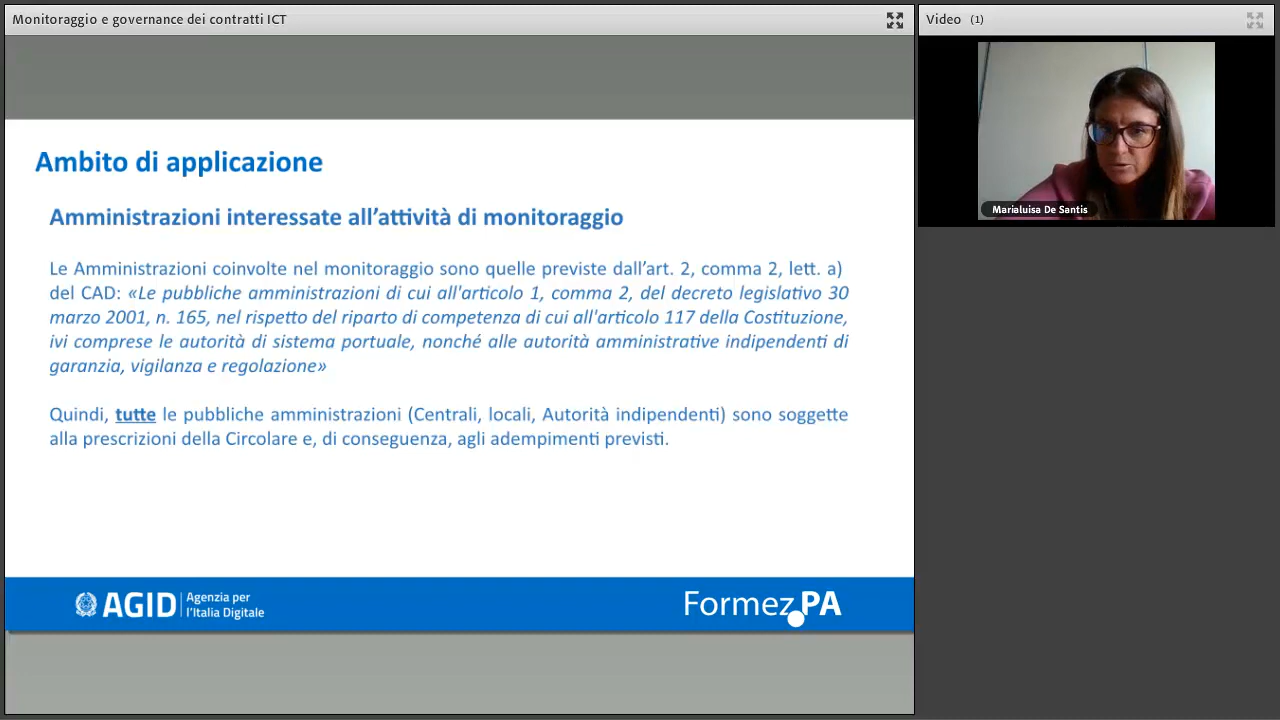 Monitoraggio e governance dei contratti ICT
Video (1)
Marialuisa De Santis
Ambito di applicazione
Amministrazioni interessate all’attività di monitoraggio
Le Amministrazioni coinvolte nel monitoraggio sono quelle previste dall’art. 2, comma 2, lett. a)
del CAD: «Le pubbliche amministrazioni di cui all'articolo 1, comma 2, del decreto legislativo 30
marzo 2001, n. 165, nel rispetto del riparto di competenza di cui all'articolo 117 della Costituzione,
ivi comprese le autorità di sistema portuale, nonché alle autorità amministrative indipendenti di
garanzia, vigilanza e regolazione»
Quindi, tutte le pubbliche amministrazioni (Centrali, locali, Autorità indipendenti) sono soggette
alla prescrizioni della Circolare e, di conseguenza, agli adempimenti previsti.
AGID Agenzia per
l’Italia Digitale
Formez PA